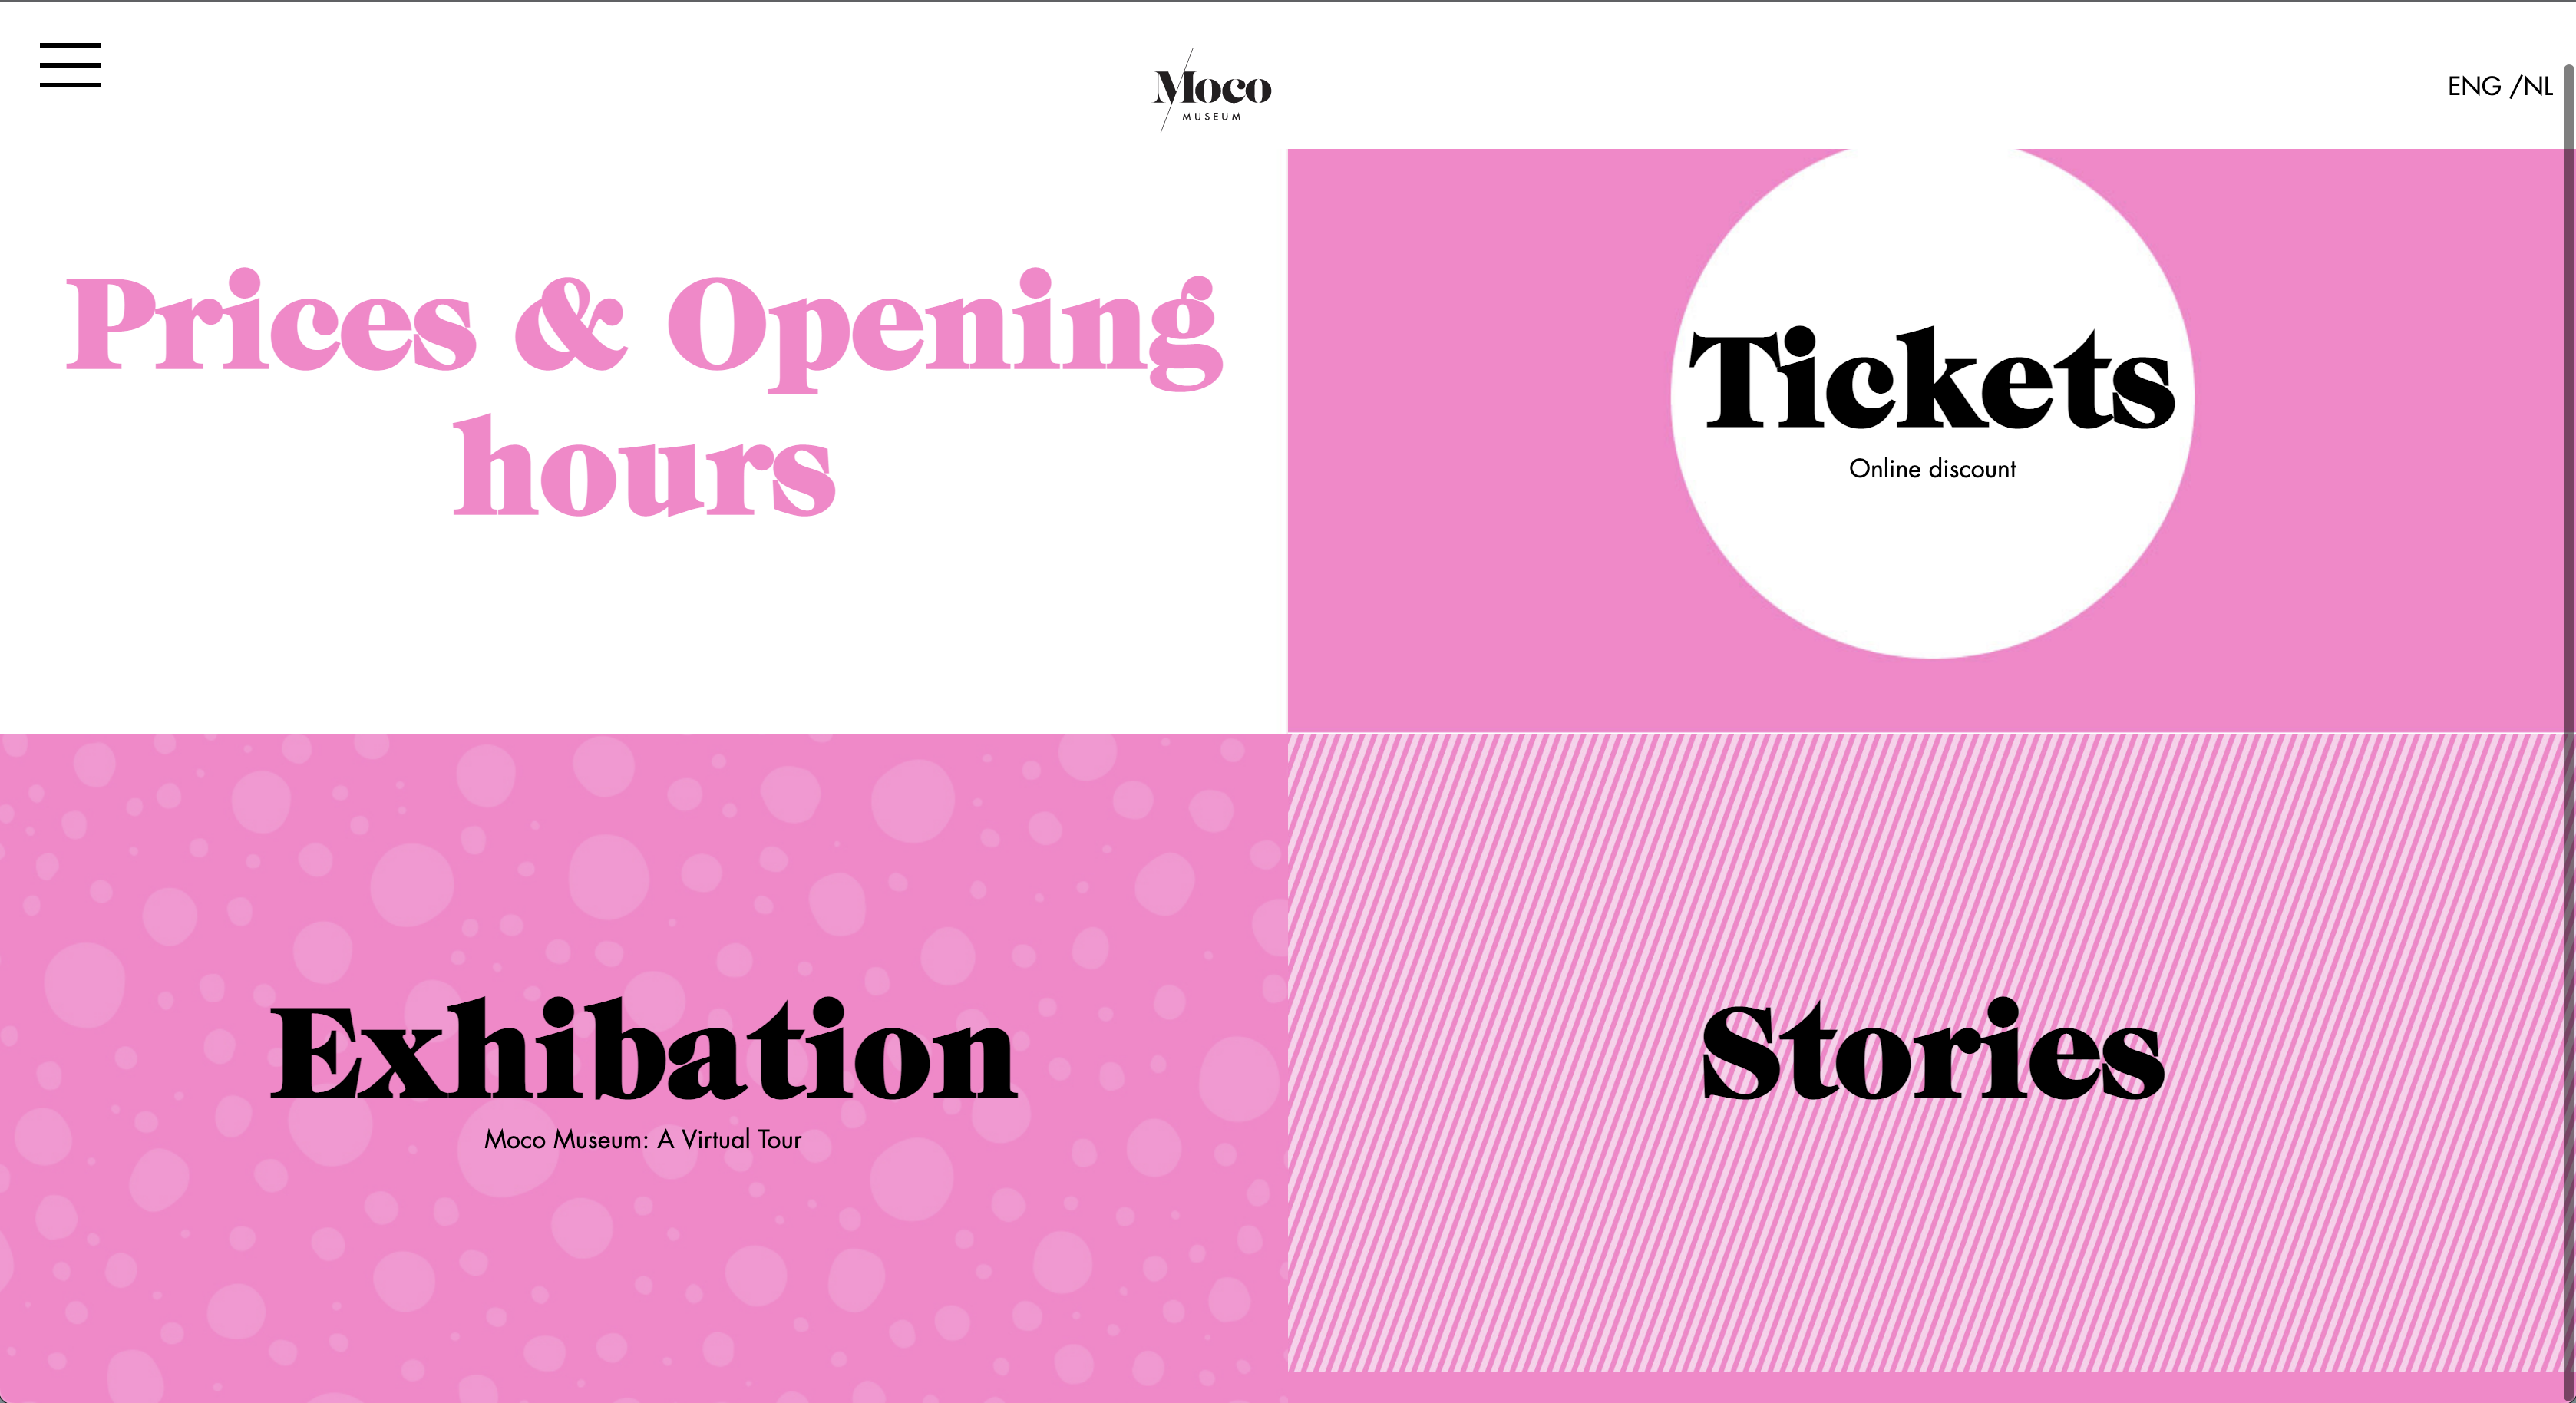 Moco
MUSEUM
ENG /NL
Prices & Opening
hours
Tickets
Online discount
Exhibation
Moco Museum: A Virtual Tour
Stories